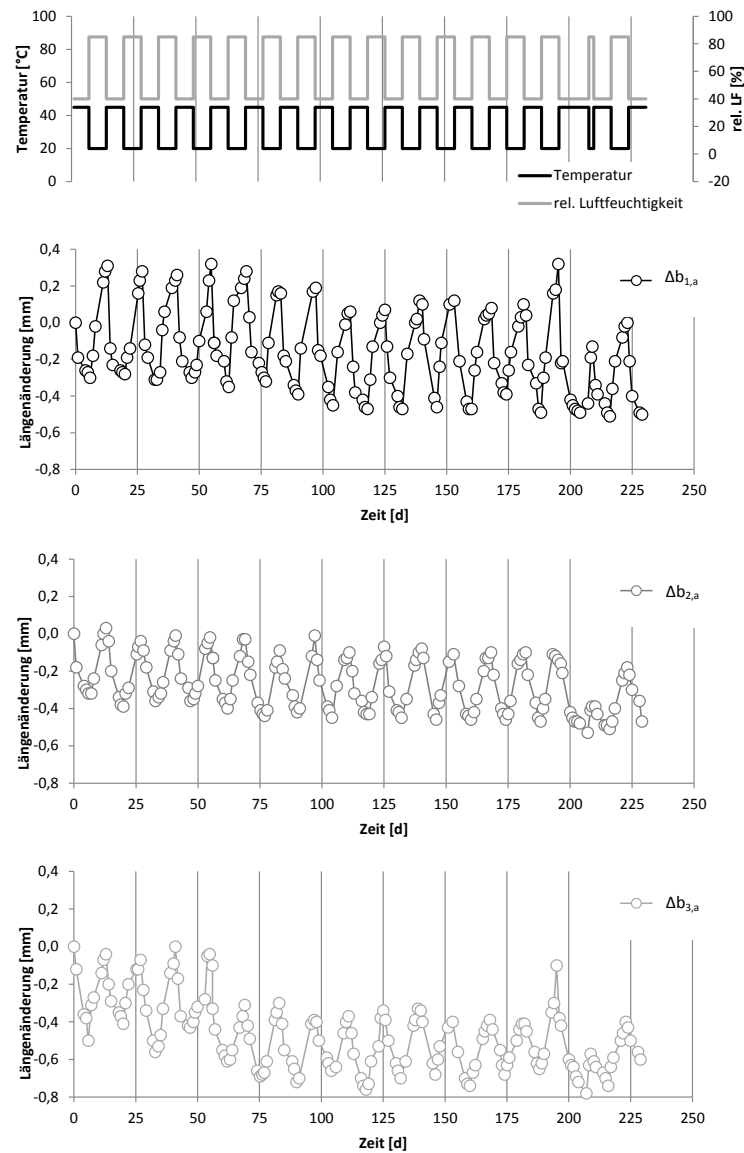 100
80
60
40
20
0
Temperatur [°C]
100
80
60
40
20
0
-20
rel. LF [%]
Temperatur
rel. Luftfeuchtigkeit
0,4
0,2
0,0
-0,2
-0,4
-0,6
-0,8
Längenänderung [mm]
Δb1,a
0 25 50 75 100 125 150 175 200 225 250
Zeit [d]
0,4
0,2
0,0
-0,2
-0,4
-0,6
-0,8
Längenänderung [mm]
Δb2,a
0 25 50 75 100 125 150 175 200 225 250
Zeit [d]
0,4
0,2
0,0
-0,2
-0,4
-0,6
-0,8
Längenänderung [mm]
Δb3,a
0 25 50 75 100 125 150 175 200 225 250
Zeit [d]